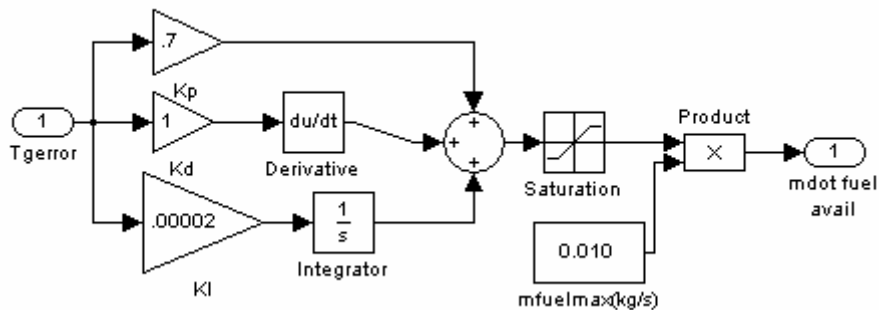 .7
Kp
1
Tgerror
1
du/dt
Kd
Derivative
.00002
1
s
Integrator
KI
+
+
+
Saturation
Product
×
0.010
mfuelmax(kg/s)
1
mdot fuel
avail